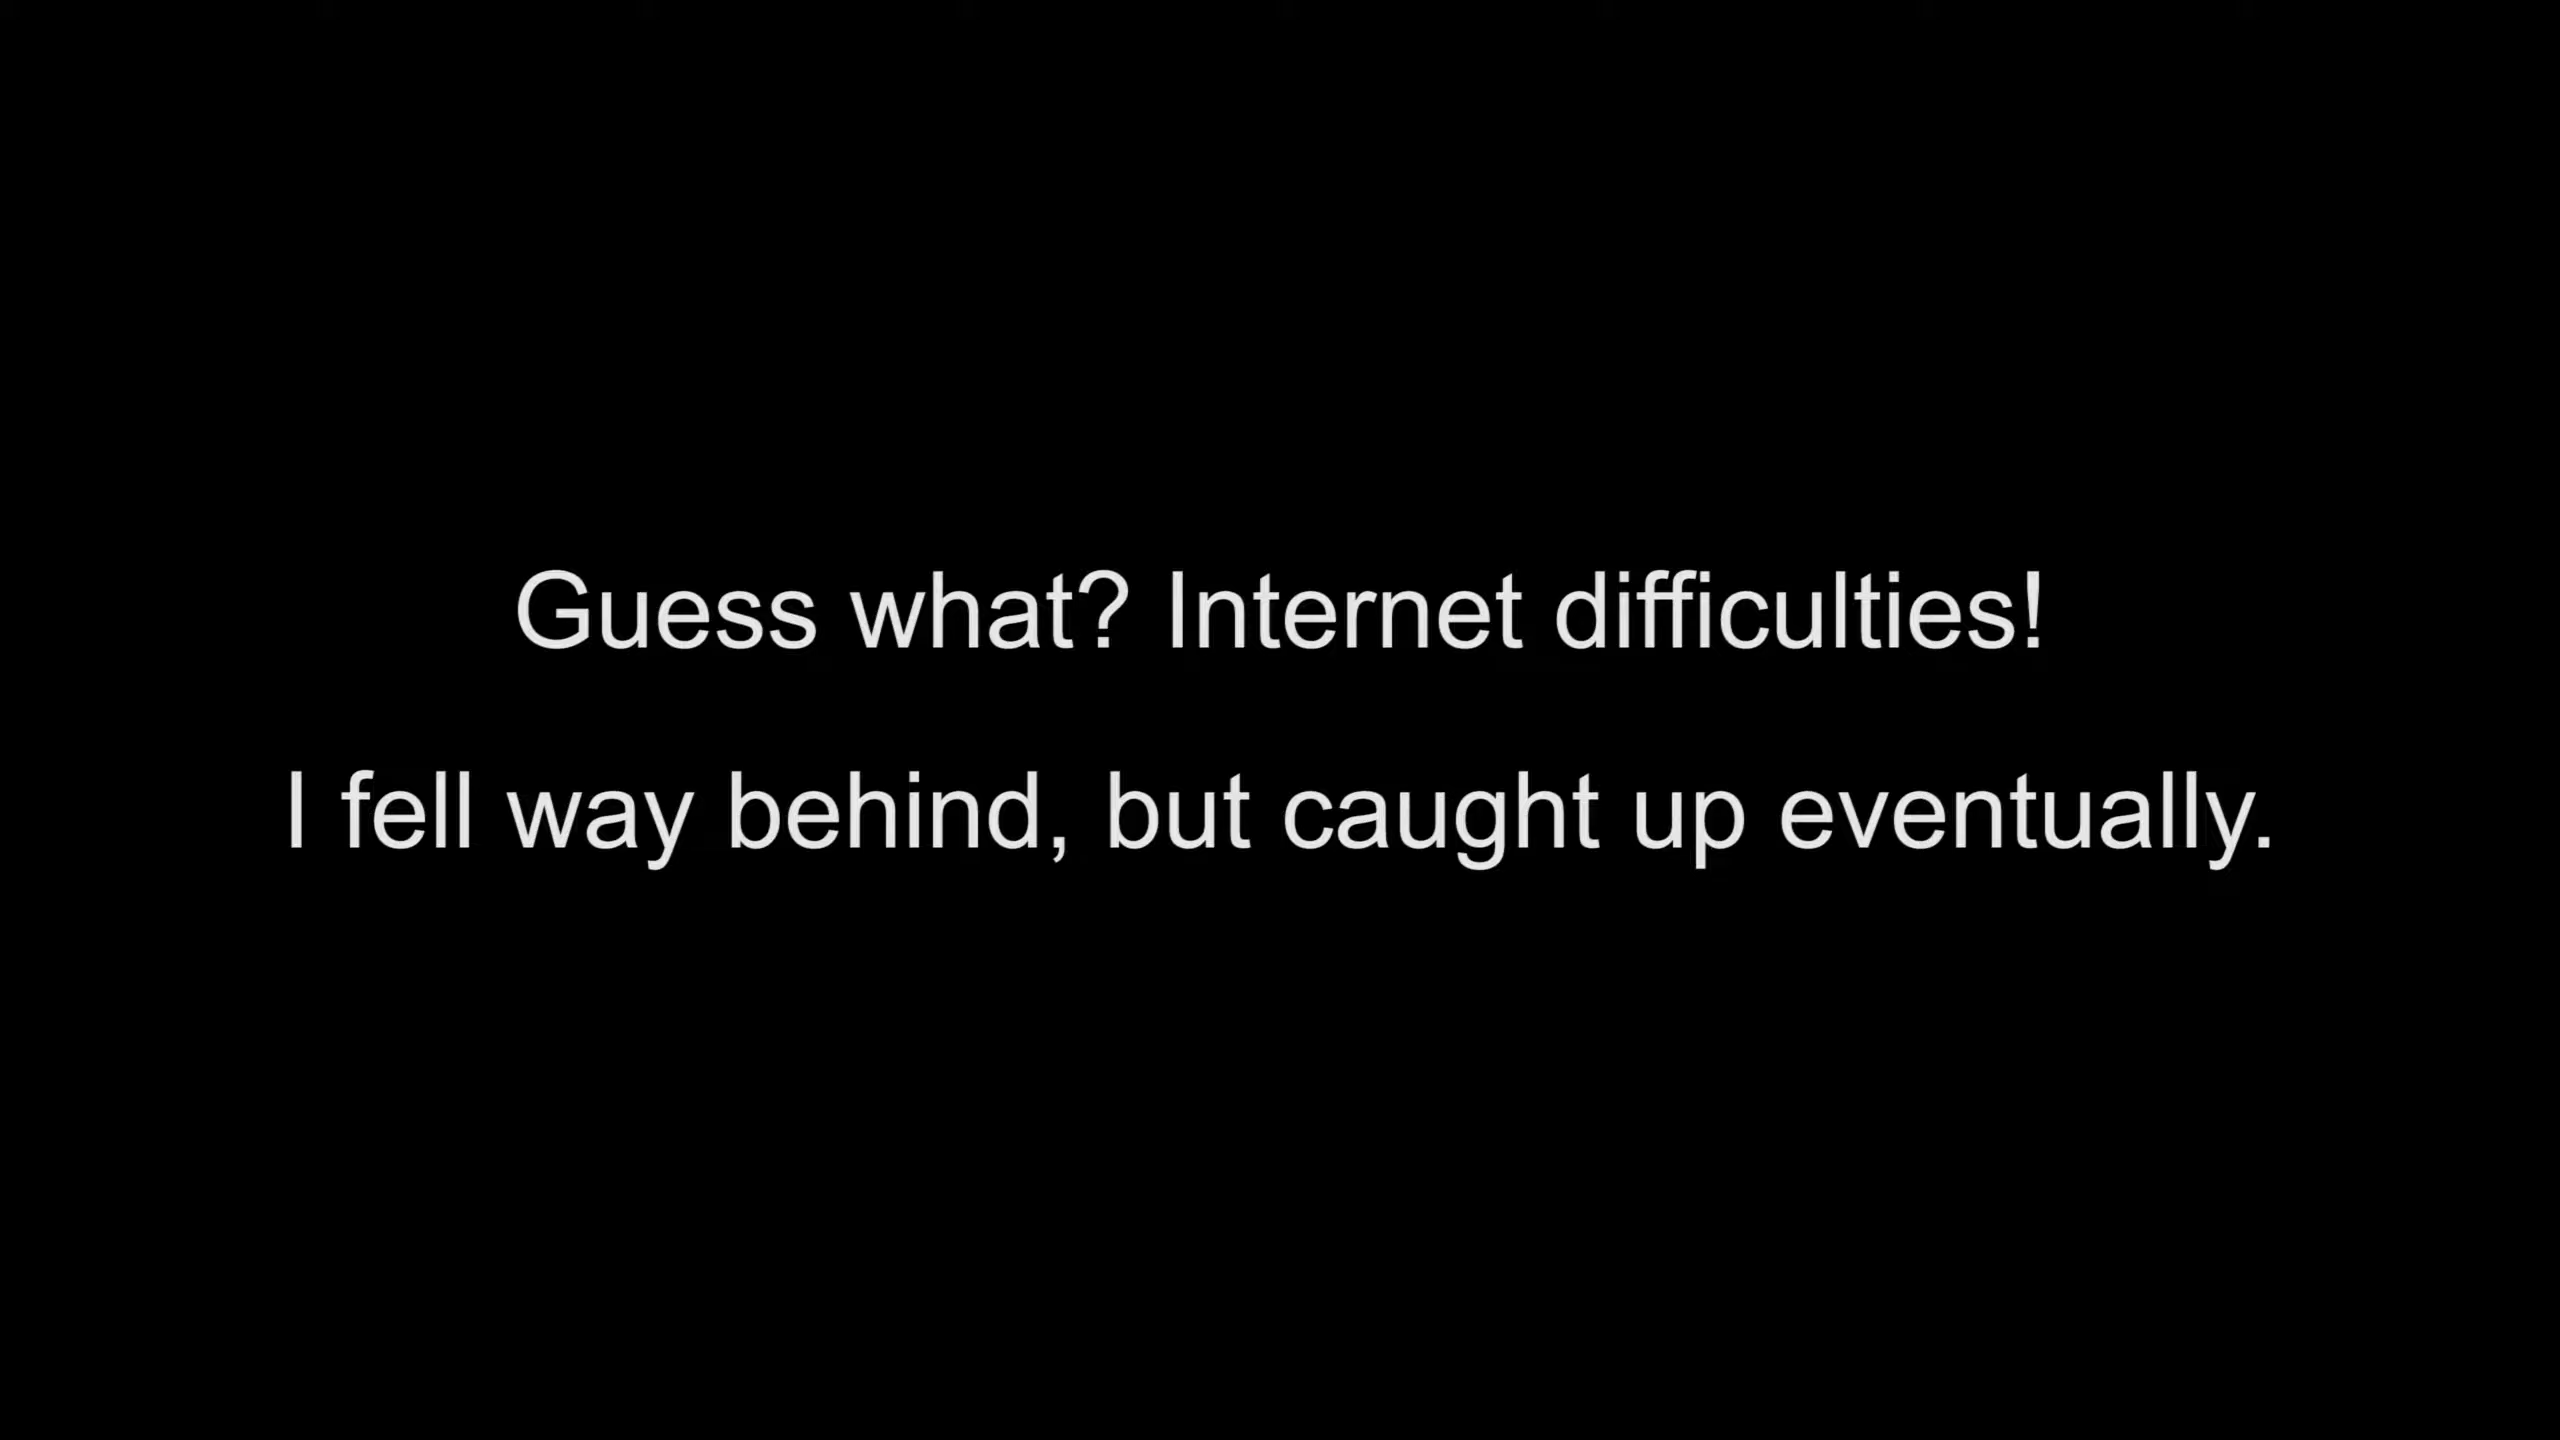 Guess what? Internet difficulties!
I fell way behind, but caught up eventually.